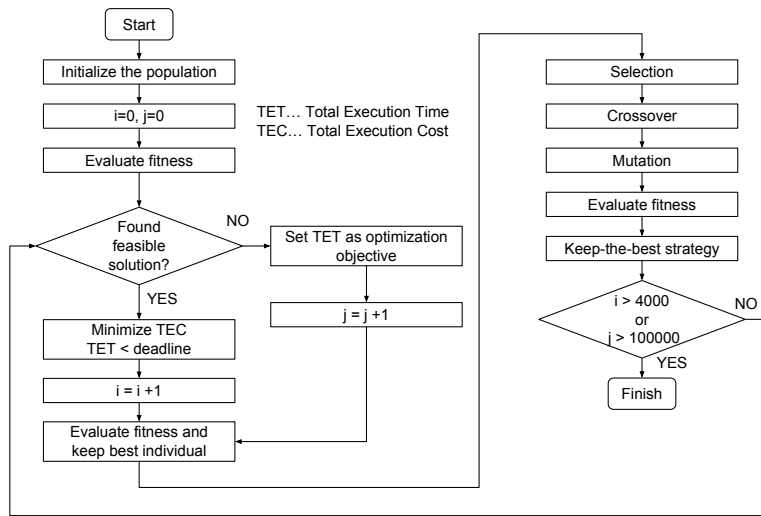 Start
Initialize the population
i=0, j=0
Evaluate fitness
TET... Total Execution Time
TEC... Total Execution Cost
Found
feasible
solution?
NO
YES
Set TET as optimization
objective
j = j +1
Minimize TEC
TET < deadline
i = i +1
Evaluate fitness and
keep best individual
Selection
Crossover
Mutation
Evaluate fitness
Keep-the-best strategy
i > 4000
or
j > 100000
NO
YES
Finish